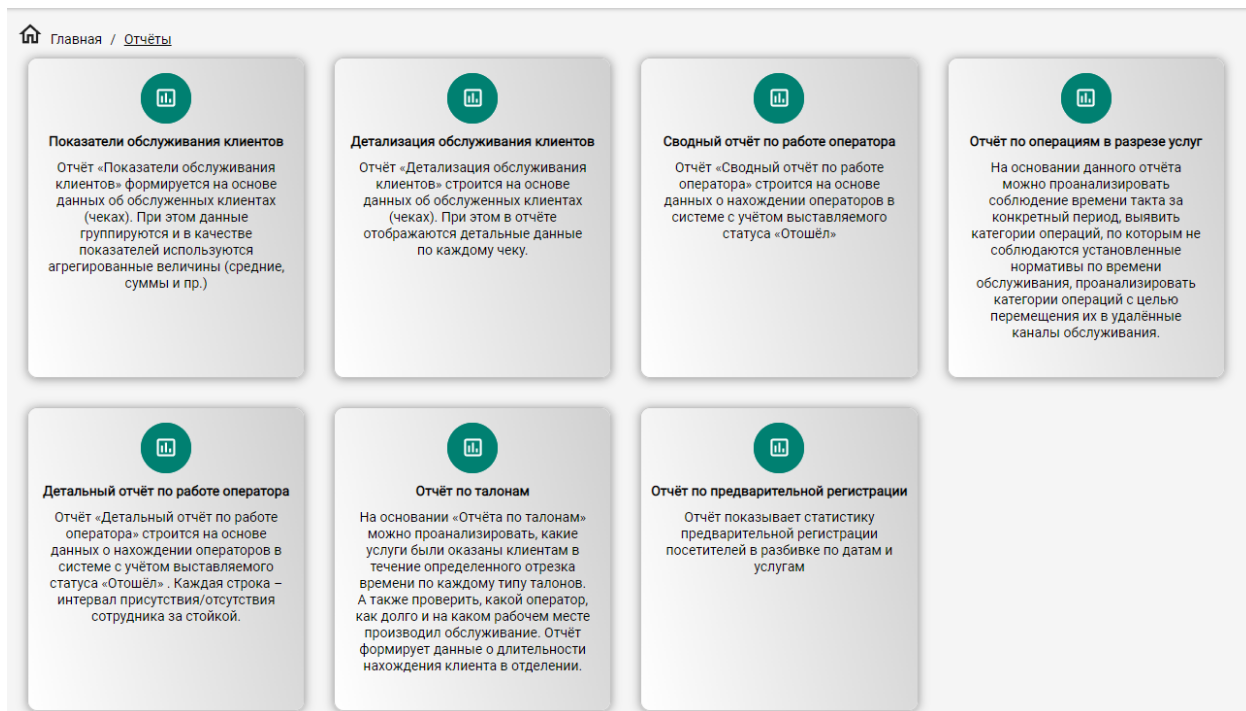 Главная / Отчёты
Показатели обслуживания клиентов
Отчёт «Показатели обслуживания
клиентов» формируется на основе
данных об обслуженных клиентах
(чеках). При этом данные
группируются и в качестве
показателей используются
агрегированные величины (средние,
суммы и пр.)
Детализация обслуживания клиентов
Отчёт «Детализация обслуживания
клиентов» строится на основе
данных об обслуженных клиентах
(чеках). При этом в отчёте
отображаются детальные данные
по каждому чеку.
Сводный отчёт по работе оператора
Отчёт «Сводный отчёт по работе
оператора» строится на основе
данных о нахождении операторов в
системе с учётом выставляемого
статуса «Отошёл»
Отчёт по операциям в разрезе услуг
На основании данного отчёта
можно проанализировать
соблюдение времени такта за
конкретный период, выявить
категории операций, по которым не
соблюдаются установленные
нормативы по времени
обслуживания, проанализировать
категории операций с целью
перемещения их в удалённые
каналы обслуживания.
Детальный отчёт по работе оператора
Отчёт «Детальный отчёт по работе
оператора» строится на основе
данных о нахождении операторов в
системе с учётом выставляемого
статуса «Отошёл» . Каждая строка –
интервал присутствия/отсутствия
сотрудника за стойкой.
Отчёт по талонам
На основании «Отчёта по талонам»
можно проанализировать, какие
услуги были оказаны клиентам в
течение определенного отрезка
времени по каждому типу талонов.
А также проверить, какой оператор,
как долго и на каком рабочем месте
производил обслуживание. Отчёт
формирует данные о длительности
нахождения клиента в отделении.
Отчёт по предварительной регистрации
Отчёт показывает статистику
предварительной регистрации
посетителей в разбивке по датам и
услугам